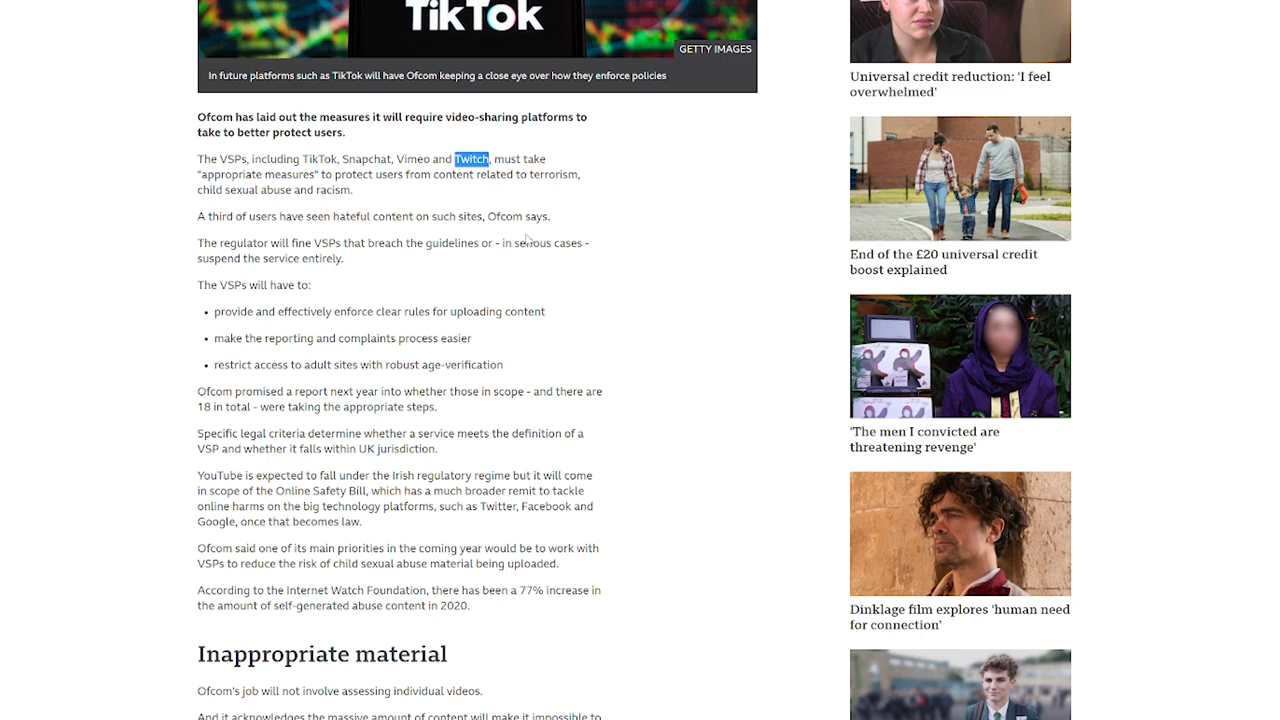 TikTok
GETTY IMAGES
In future platforms such as TikTok will have Ofcom keeping a close eye over how they enforce policies
Ofcom has laid out the measures it will require video-sharing platforms to
take to better protect users.
The VSPs, including TikTok, Snapchat, Vimeo and Twitch, must take
"appropriate measures" to protect users from content related to terrorism,
child sexual abuse and racism.
A third of users have seen hateful content on such sites, Ofcom says.
The regulator will fine VSPs that breach the guidelines or - in serious cases -
suspend the service entirely.
The VSPs will have to:
• provide and effectively enforce clear rules for uploading content
• make the reporting and complaints process easier
• restrict access to adult sites with robust age-verification
Ofcom promised a report next year into whether those in scope - and there are
18 in total - were taking the appropriate steps.
Specific legal criteria determine whether a service meets the definition of a
VSP and whether it falls within UK jurisdiction.
YouTube is expected to fall under the Irish regulatory regime but it will come
in scope of the Online Safety Bill, which has a much broader remit to tackle
online harms on the big technology platforms, such as Twitter, Facebook and
Google, once that becomes law.
Ofcom said one of its main priorities in the coming year would be to work with
VSPs to reduce the risk of child sexual abuse material being uploaded.
According to the Internet Watch Foundation, there has been a 77% increase in
the amount of self-generated abuse content in 2020.
Inappropriate material
Ofcom's job will not involve assessing individual videos.
And it acknowledges the massive amount of content will make it impossible to
Universal credit reduction: 'I feel
overwhelmed'
End of the £20 universal credit
boost explained
'The men I convicted are
threatening revenge'
Dinklage film explores 'human need
for connection'